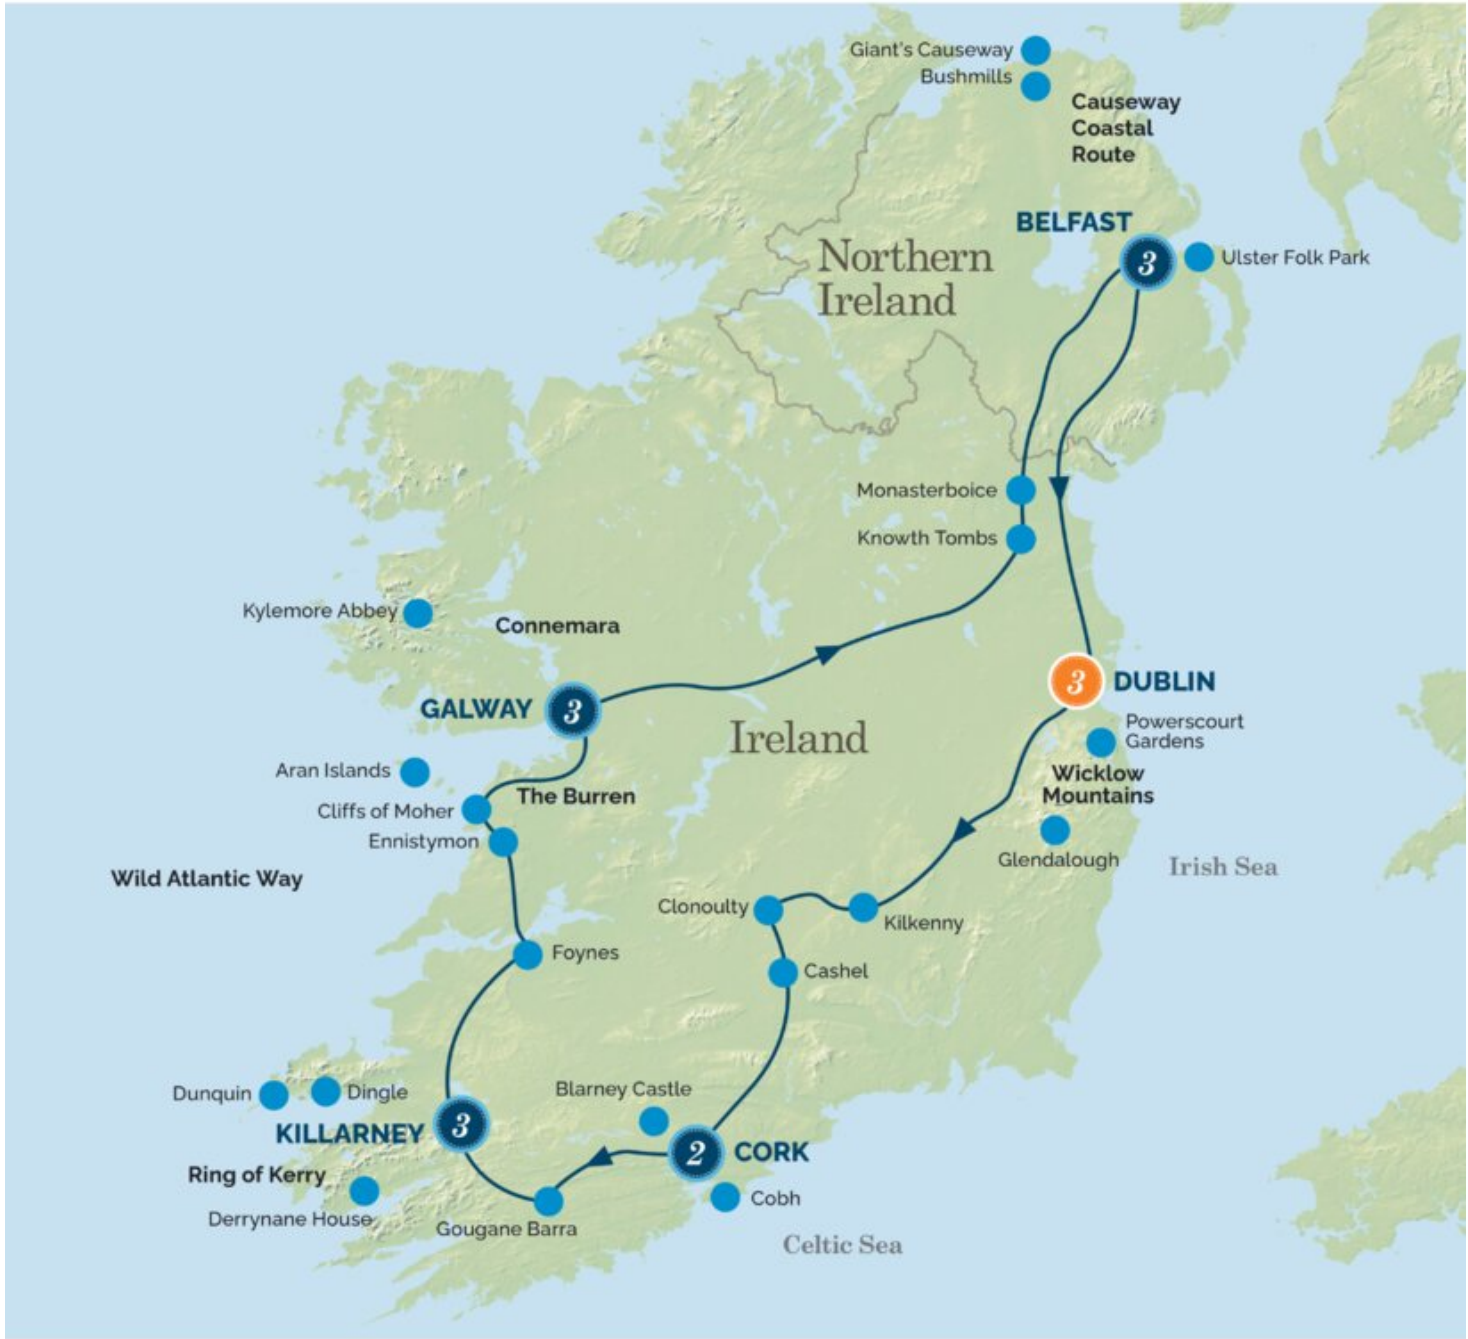 Giant's Causeway
Bushmills
Causeway
Coastal
Route
BELFAST
3
Ulster Folk Park
Northern
Ireland
Monasterboice
Knowth Tombs
Kylemore Abbey
Connemara
GALWAY
3
3
DUBLIN
Ireland
Powerscourt
Gardens
Aran Islands
Wicklow
Mountains
The Burren
Cliffs of Moher
Ennistymon
Glendalough
Irish Sea
Wild Atlantic Way
Clonoulty
Kilkenny
Foynes
Cashel
Dunquin
Dingle
Blarney Castle
KILLARNEY
3
2
CORK
Ring of Kerry
Cobh
Derrynane House
Gougane Barra
Celtic Sea